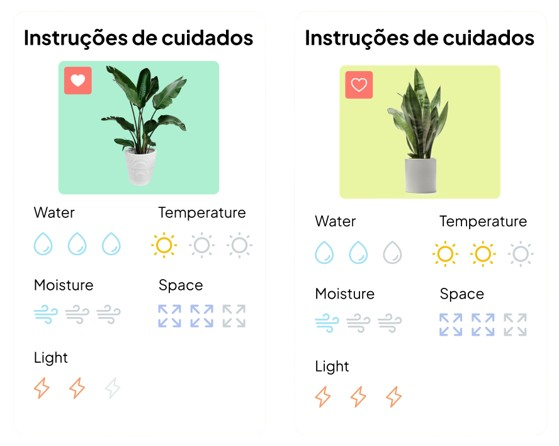 Instruções de cuidados
Water Temperature
Moisture Space
Light
Instruções de cuidados
Water Temperature
Moisture Space
Light